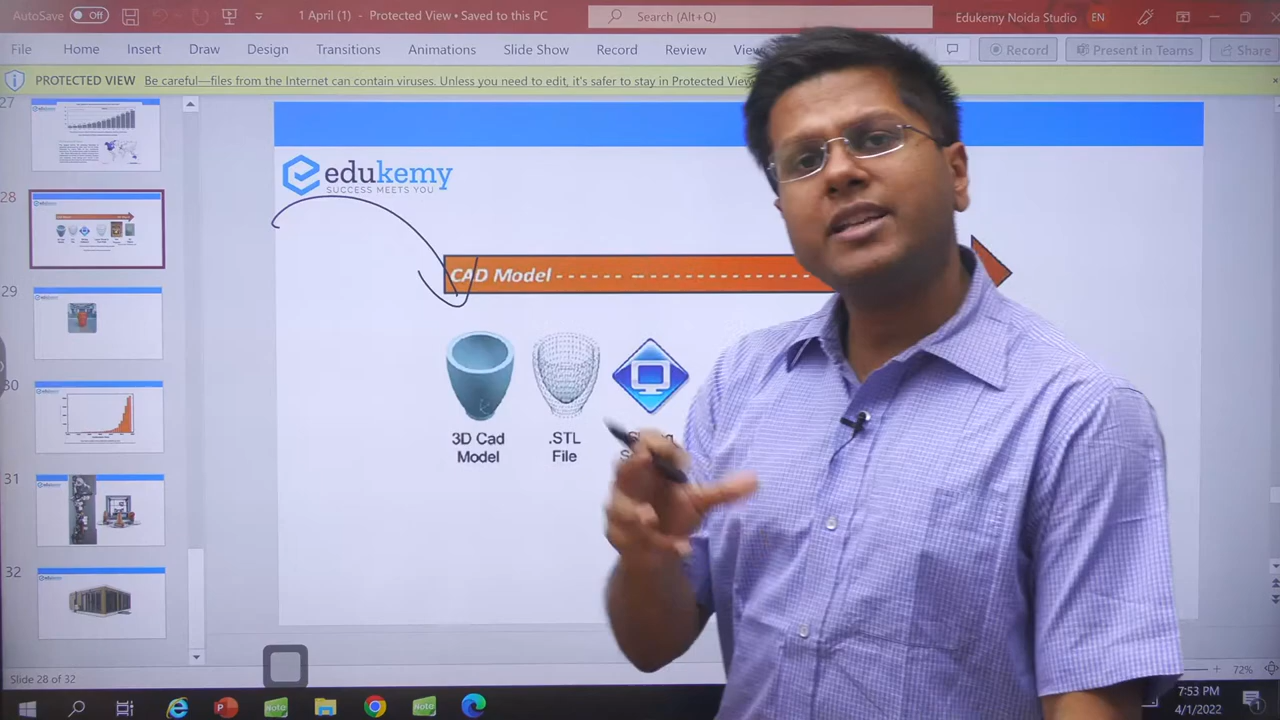 AutoSave Off
1 April (1) - Protected View • Saved to this PC
Search (Alt+Q)
Edukemy Noida Studio EN
File Home Insert Draw Design Transitions Animations Slide Show Record Review
Record Present in Teams Share
PROTECTED VIEW Be careful—files from the Internet can contain viruses. Unless you need to edit, it's safer to stay in Protected
27
28
29
30
31
32
edukemy
SUCCESS MEETS YOU
CAD Model
3D Cad
Model
.STL
File
Slide 28 of 32
72%
7:53 PM
4/1/2022